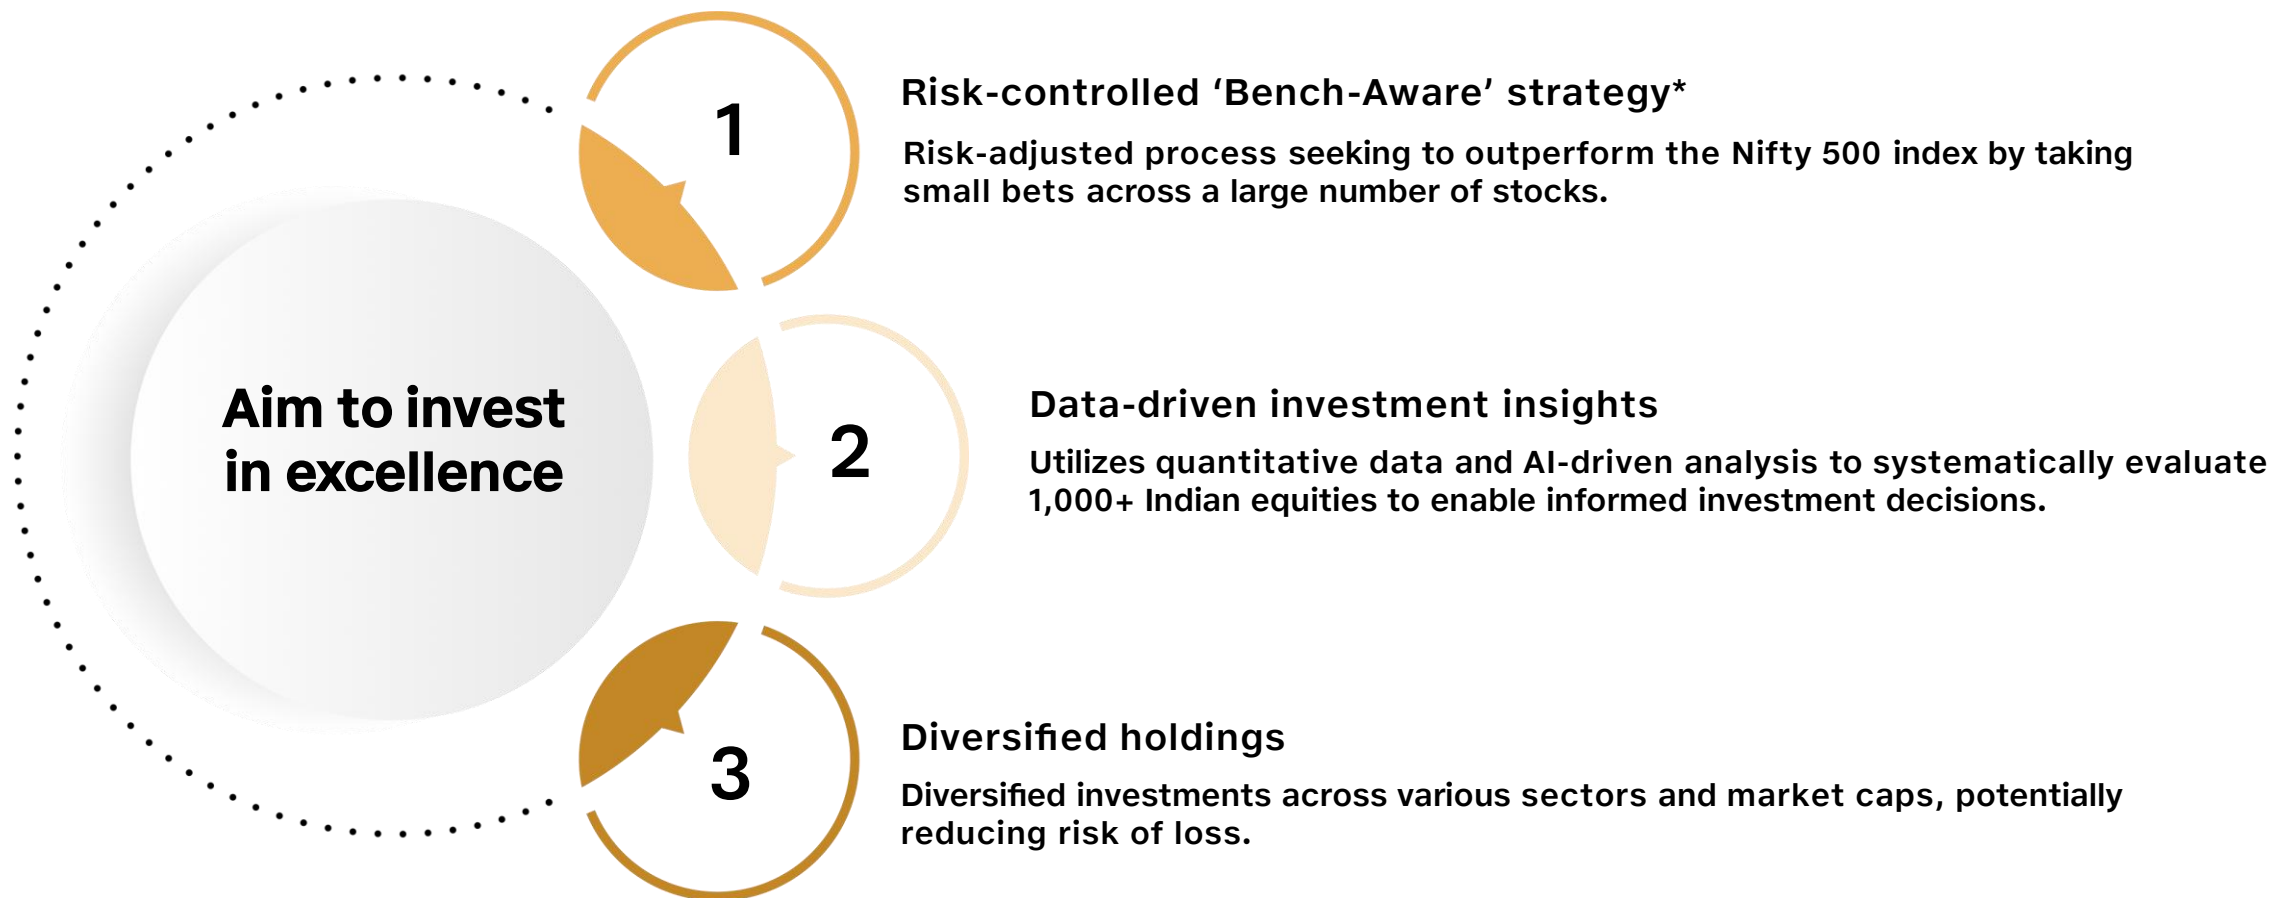 Aim to invest
in excellence
1
Risk-controlled ‘Bench-Aware’ strategy*
Risk-adjusted process seeking to outperform the Nifty 500 index by taking
small bets across a large number of stocks.
2
Data-driven investment insights
Utilizes quantitative data and AI-driven analysis to systematically evaluate
1,000+ Indian equities to enable informed investment decisions.
3
Diversified holdings
Diversified investments across various sectors and market caps, potentially
reducing risk of loss.